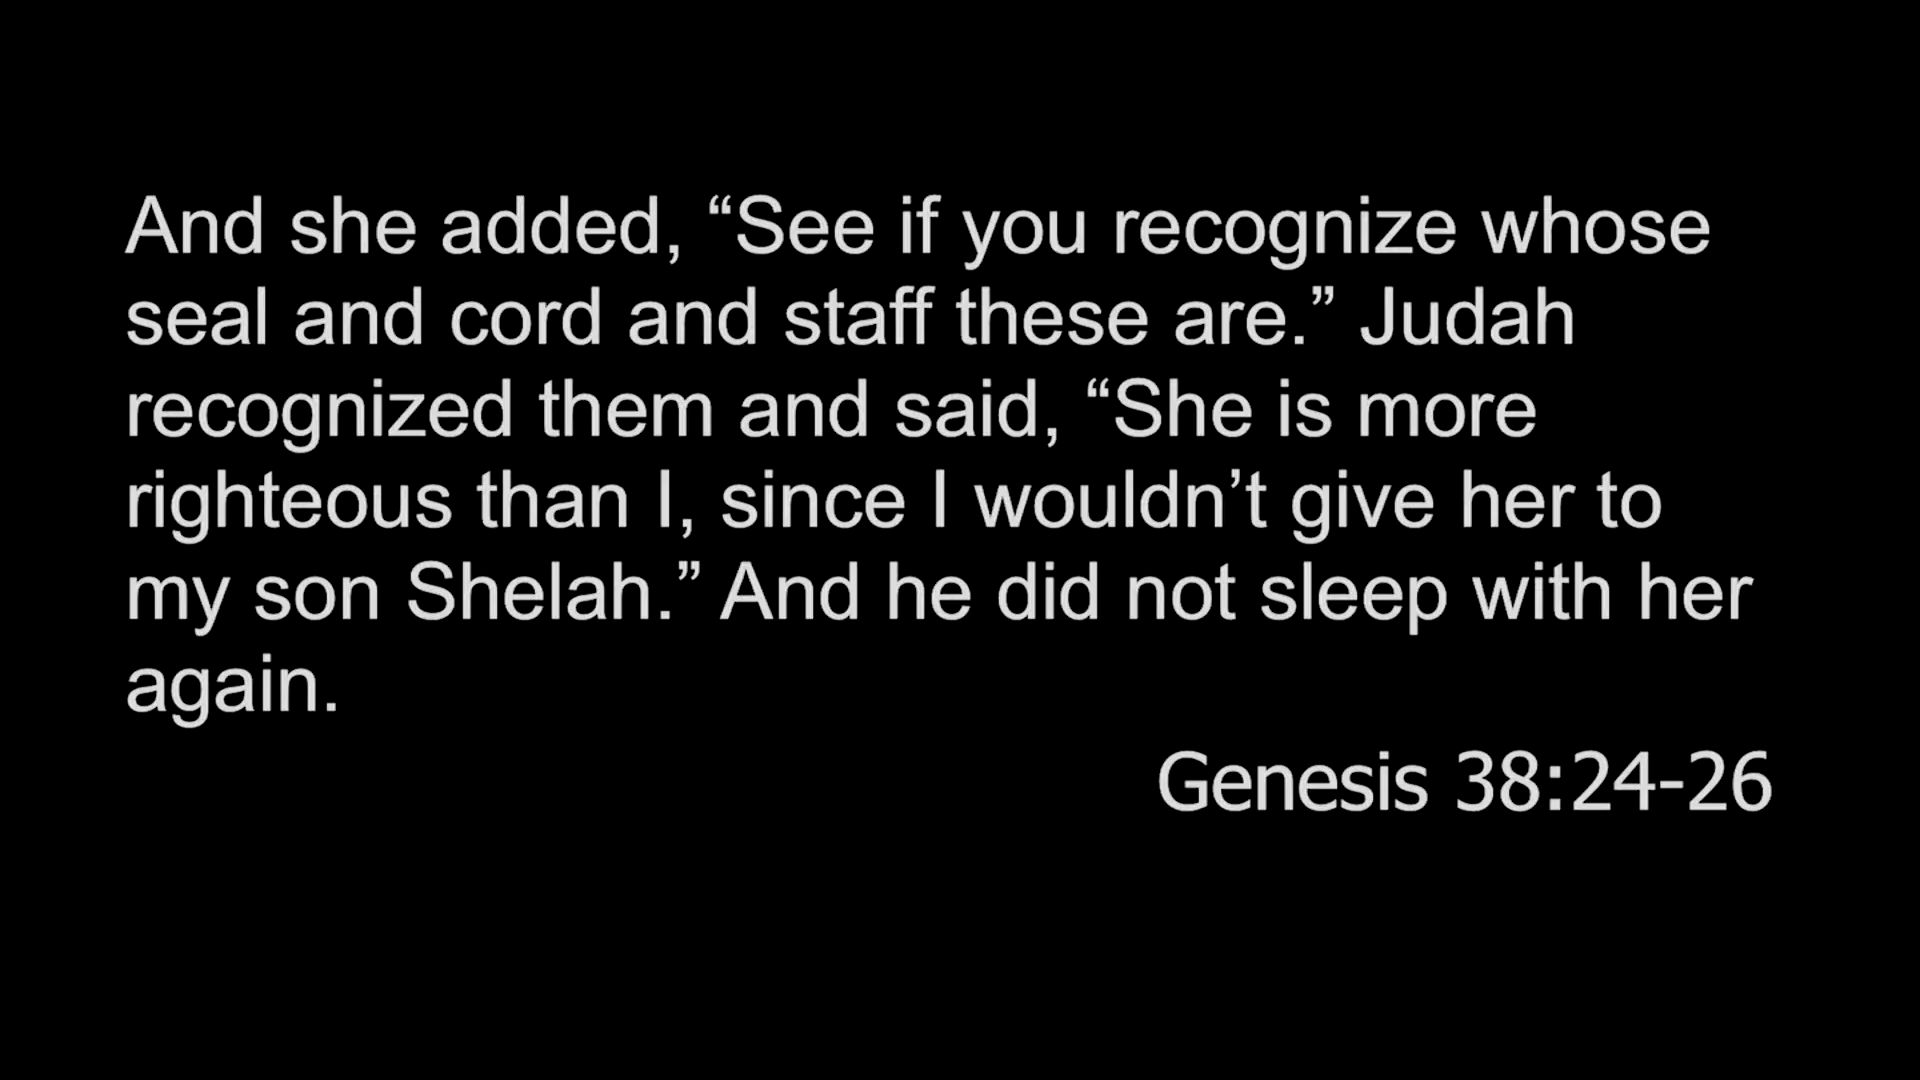 And she added, “See if you recognize whose
seal and cord and staff these are.” Judah
recognized them and said, “She is more
righteous than I, since I wouldn’t give her to
my son Shelah.” And he did not sleep with her
again.
Genesis 38:24-26